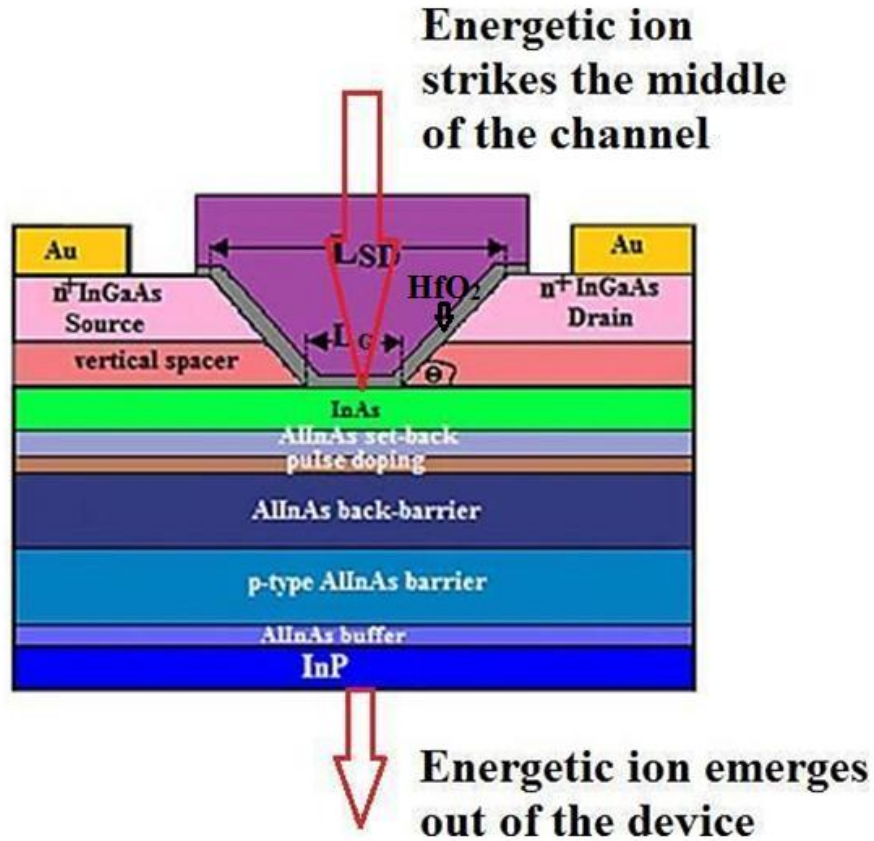 Energetic ion
strikes the middle
of the channel
Au
LSD
Au
HfO2
n+InGaAs
Source
n+ InGaAs
Drain
LG
vertical spacer
Θ
InAs
AlInAs set-back
pulse doping
AlInAs back-barrier
p-type AlInAs barrier
AlInAs buffer
InP
Energetic ion emerges
out of the device